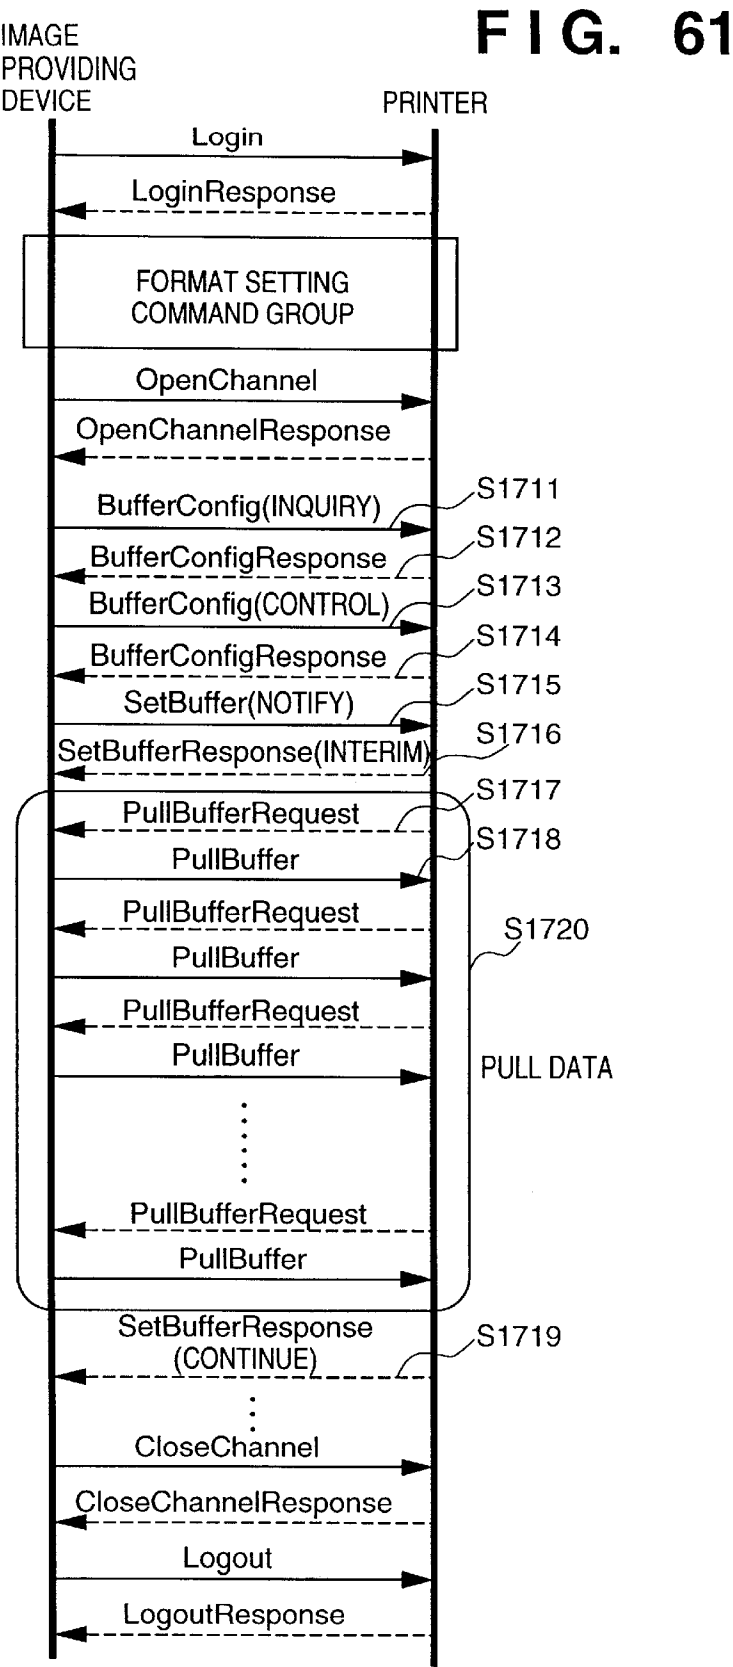 FIG. 61
IMAGE
PROVIDING
DEVICE
PRINTER
Login
LoginResponse
FORMAT SETTING
COMMAND GROUP
OpenChannel
OpenChannelResponse
BufferConfig(INQUIRY)
S1711
BufferConfigResponse
S1712
BufferConfig(CONTROL)
S1713
BufferConfigResponse
S1714
SetBuffer(NOTIFY)
S1715
SetBufferResponse(INTERIM)
S1716
PullBufferRequest
S1717
PullBuffer
S1718
PullBufferRequest
S1720
PullBuffer
PullBufferRequest
PullBuffer
PULL DATA
PullBufferRequest
PullBuffer
SetBufferResponse
(CONTINUE)
S1719
CloseChannel
CloseChannelResponse
Logout
LogoutResponse